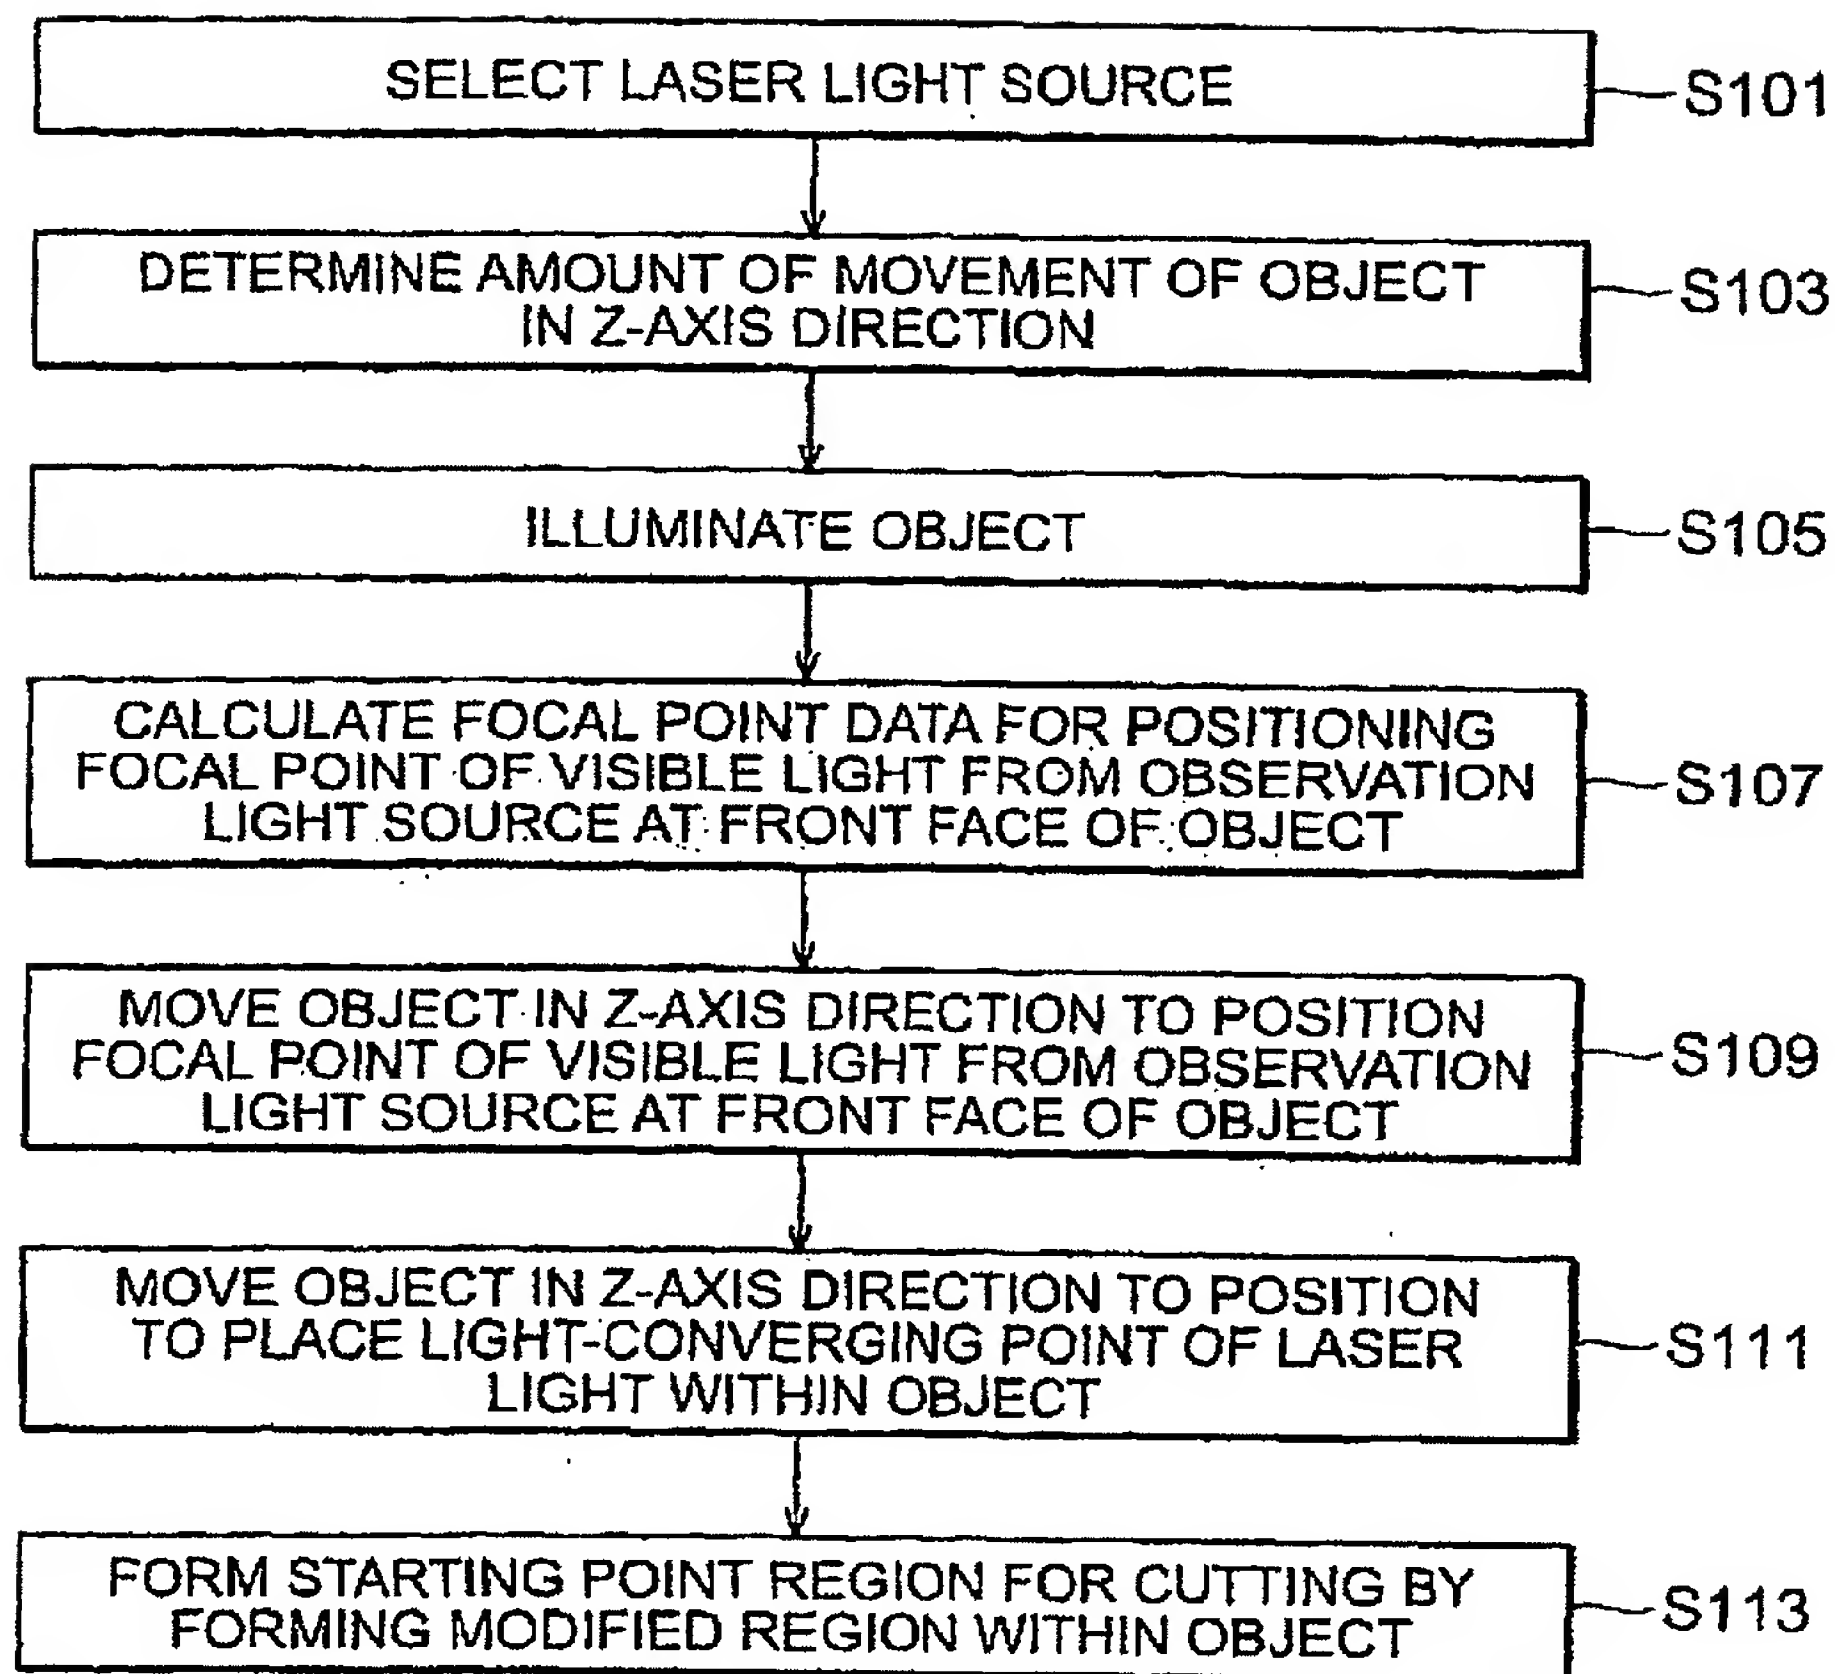 SELECT LASER LIGHT SOURCE
S101
DETERMINE AMOUNT OF MOVEMENT OF OBJECT
IN Z-AXIS DIRECTION
S103
ILLUMINATE OBJECT
S105
CALCULATE FOCAL POINT DATA FOR POSITIONING
FOCAL POINT OF VISIBLE LIGHT FROM OBSERVATION
LIGHT SOURCE AT FRONT FACE OF OBJECT
S107
MOVE OBJECT IN Z-AXIS DIRECTION TO POSITION
FOCAL POINT OF VISIBLE LIGHT FROM OBSERVATION
LIGHT SOURCE AT FRONT FACE OF OBJECT
S109
MOVE OBJECT IN Z-AXIS DIRECTION TO POSITION
TO PLACE LIGHT-CONVERGING POINT OF LASER
LIGHT WITHIN OBJECT
S111
FORM STARTING POINT REGION FOR CUTTING BY
FORMING MODIFIED REGION WITHIN OBJECT
S113